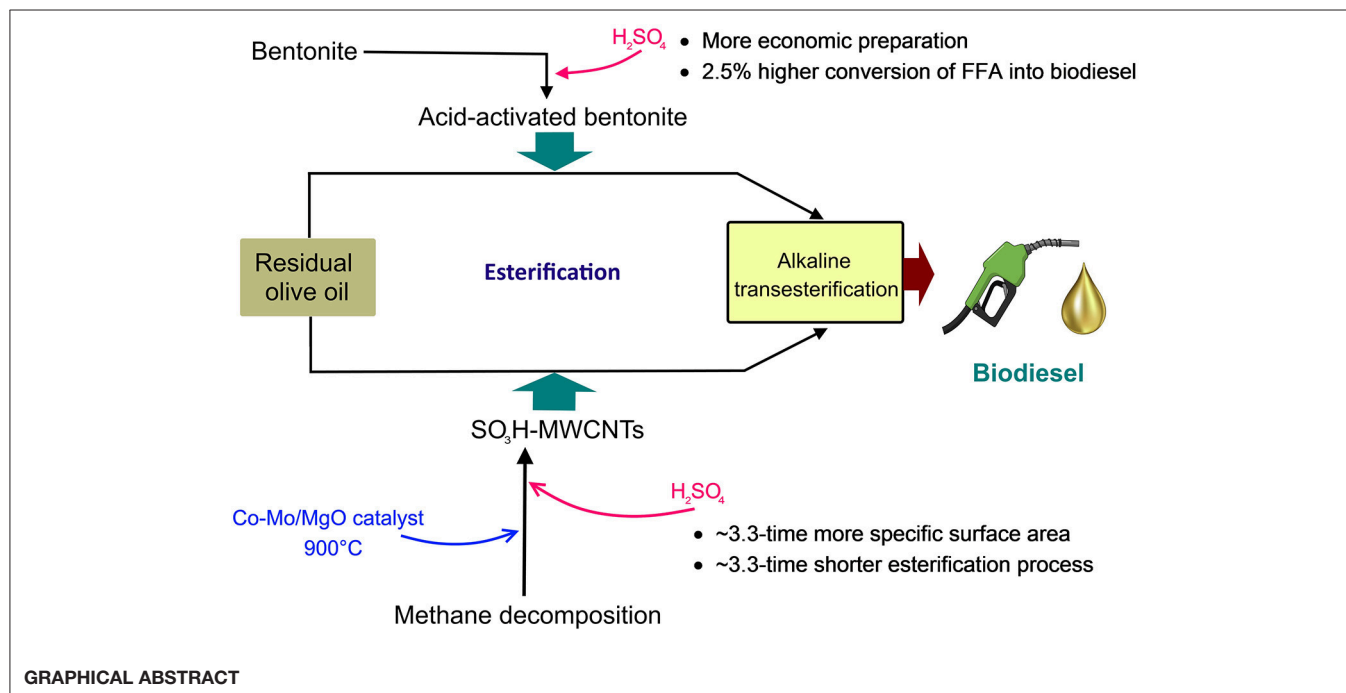 Bentonite
H₂SO₄
• More economic preparation
• 2.5% higher conversion of FFA into biodiesel
Acid-activated bentonite
Residual
olive oil
Esterification
Alkaline
transesterification
Biodiesel
SO₃H-MWCNTs
Co-Mo/MgO catalyst
900°C
H₂SO₄
• ~3.3-time more specific surface area
• ~3.3-time shorter esterification process
Methane decomposition
GRAPHICAL ABSTRACT